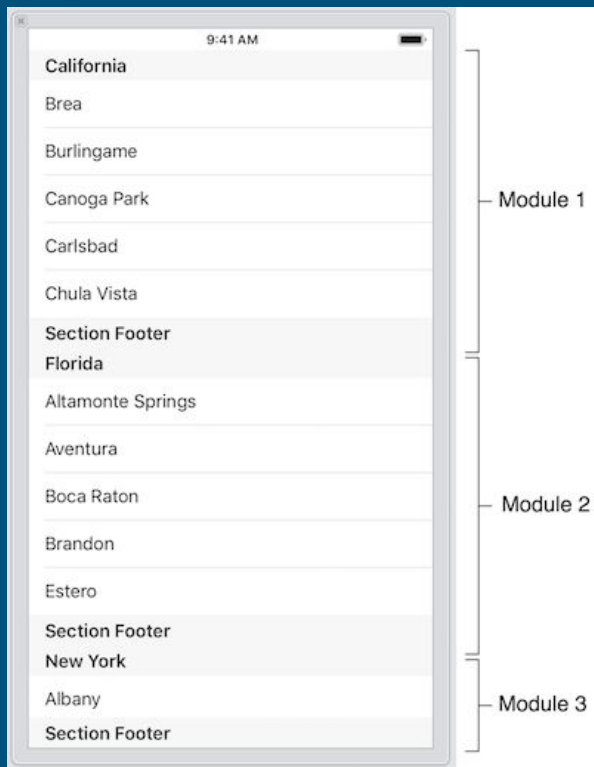 9:41 AM
California
Brea
Burlingame
Canoga Park
Carlsbad
Chula Vista
Section Footer
Florida
Altamonte Springs
Aventura
Boca Raton
Brandon
Estero
Section Footer
New York
Albany
Section Footer
Module 1
Module 2
Module 3